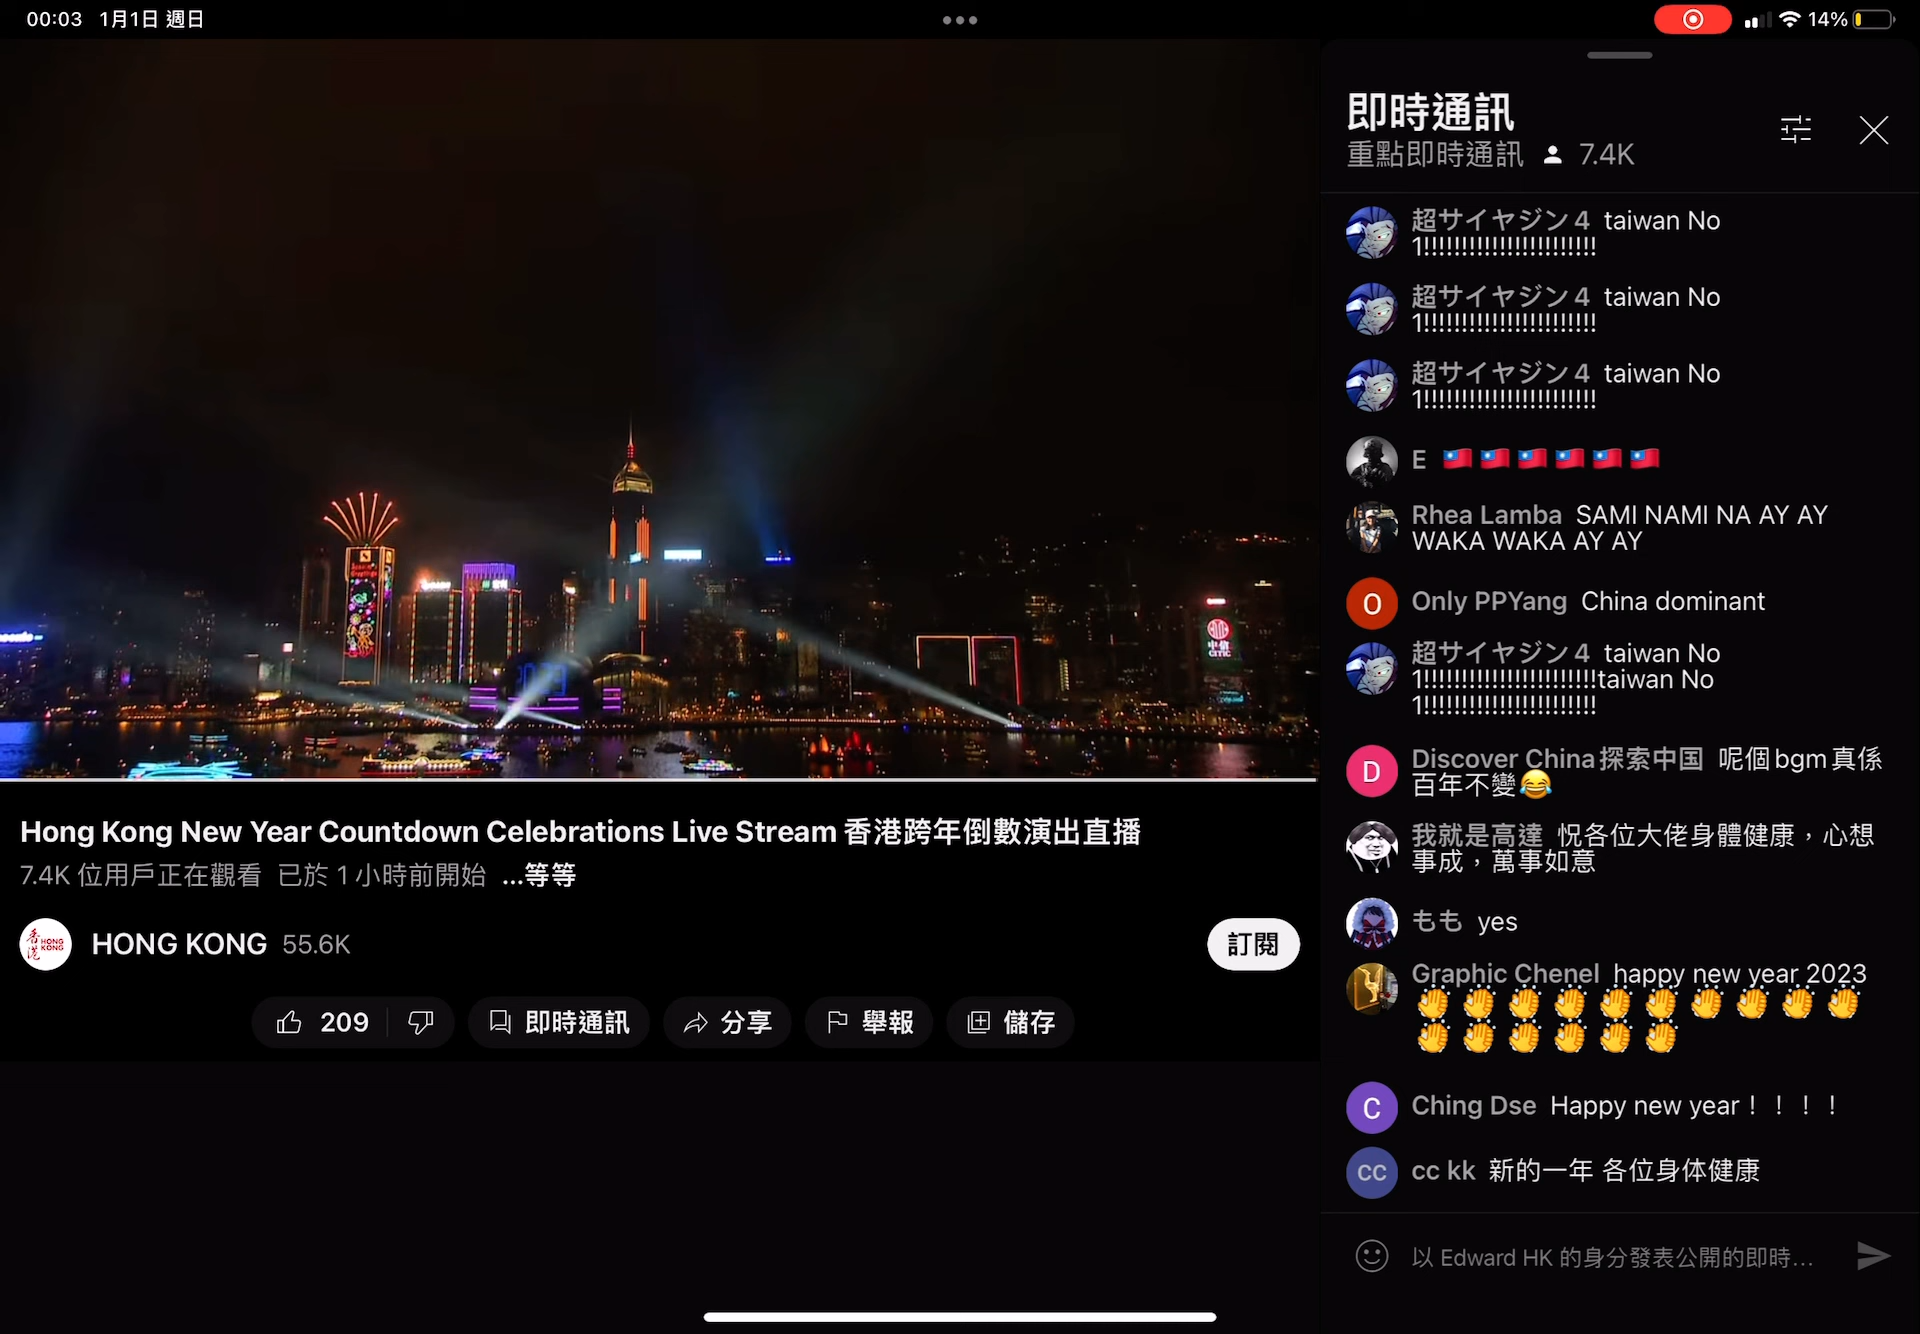 00:03 1月1日 週日
14%
即時通訊
重點即時通訊 7.4K
超サイヤジン4 taiwan No
1!!!!!!!!!!!!!!!!!!!!!!!!
超サイヤジン4 taiwan No
1!!!!!!!!!!!!!!!!!!!!!!!!
超サイヤジン4 taiwan No
1!!!!!!!!!!!!!!!!!!!!!!!!
E 🇹🇼🇹🇼🇹🇼🇹🇼🇹🇼🇹🇼
Rhea Lamba SAMI NAMI NA AY AY
WAKA WAKA AY AY
O Only PPYang China dominant
超サイヤジン4 taiwan No
1!!!!!!!!!!!!!!!!!!!!!!!!taiwan No
1!!!!!!!!!!!!!!!!!!!!!!!!
D Discover China探索中国 呢個bgm真係
百年不變😂
我就是高達 悦各位大佬身體健康，心想
事成，萬事如意
もも yes
Graphic Chenel happy new year 2023
👏👏👏👏👏👏👏👏👏👏
👏👏👏👏👏👏
C Ching Dse Happy new year！！！！
CC cc kk 新的一年 各位身体健康
以 Edward HK 的身分發表公開的即時...
中信
CITIC
Hong Kong New Year Countdown Celebrations Live Stream 香港跨年倒數演出直播
7.4K 位用戶正在觀看 已於 1 小時前開始 ...等等
香港 HONG KONG
HONG KONG 55.6K
訂閱
209 即時通訊 分享 舉報 儲存